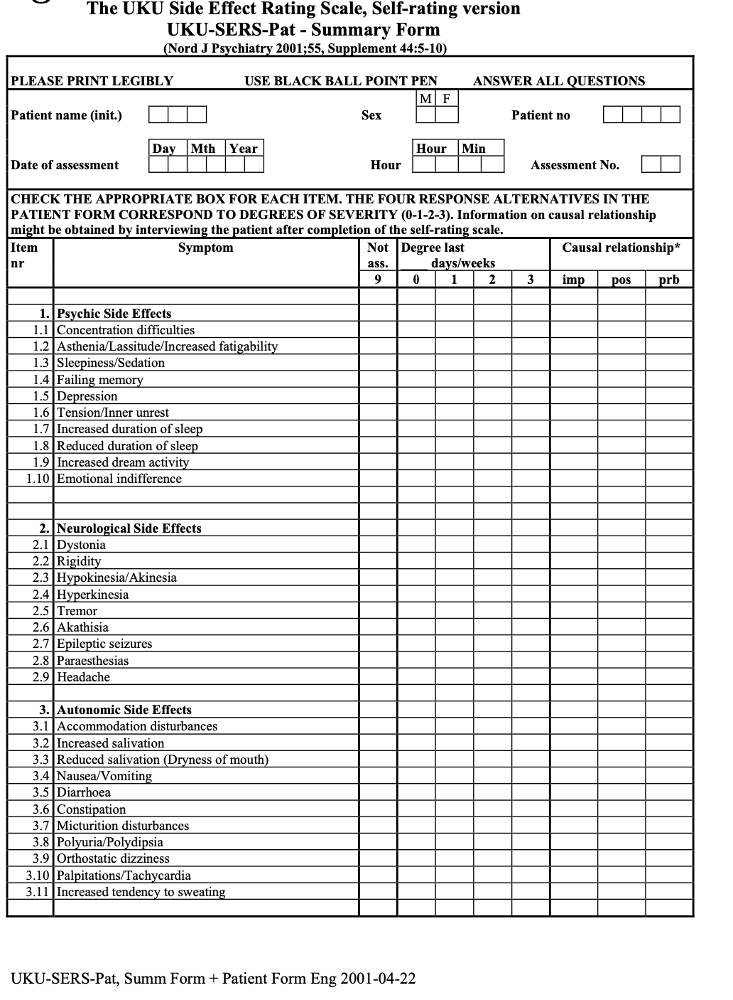 The UKU Side Effect Rating Scale, Self-rating version
UKU-SERS-Pat - Summary Form
(Nord J Psychiatry 2001;55, Supplement 44:5-10)
PLEASE PRINT LEGIBLY USE BLACK BALL POINT PEN ANSWER ALL QUESTIONS
M F
Patient name (init.) Sex Patient no
Day Mth Year Hour Min
Date of assessment Hour Assessment No.
CHECK THE APPROPRIATE BOX FOR EACH ITEM. THE FOUR RESPONSE ALTERNATIVES IN THE
PATIENT FORM CORRESPOND TO DEGREES OF SEVERITY (0-1-2-3). Information on causal relationship
might be obtained by interviewing the patient after completion of the self-rating scale.
Item Symptom Not Degree last Causal relationship*
nr ass. ____ days/weeks
9 0 1 2 3 imp pos prb
1. Psychic Side Effects
1.1 Concentration difficulties
1.2 Asthenia/Lassitude/Increased fatigability
1.3 Sleepiness/Sedation
1.4 Failing memory
1.5 Depression
1.6 Tension/Inner unrest
1.7 Increased duration of sleep
1.8 Reduced duration of sleep
1.9 Increased dream activity
1.10 Emotional indifference
2. Neurological Side Effects
2.1 Dystonia
2.2 Rigidity
2.3 Hypokinesia/Akinesia
2.4 Hyperkinesia
2.5 Tremor
2.6 Akathisia
2.7 Epileptic seizures
2.8 Paraesthesias
2.9 Headache
3. Autonomic Side Effects
3.1 Accommodation disturbances
3.2 Increased salivation
3.3 Reduced salivation (Dryness of mouth)
3.4 Nausea/Vomiting
3.5 Diarrhoea
3.6 Constipation
3.7 Micturition disturbances
3.8 Polyuria/Polydipsia
3.9 Orthostatic dizziness
3.10 Palpitations/Tachycardia
3.11 Increased tendency to sweating
UKU-SERS-Pat, Summ Form + Patient Form Eng 2001-04-22